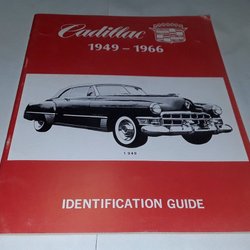 Cadillac
1949 – 1966
1949
IDENTIFICATION GUIDE